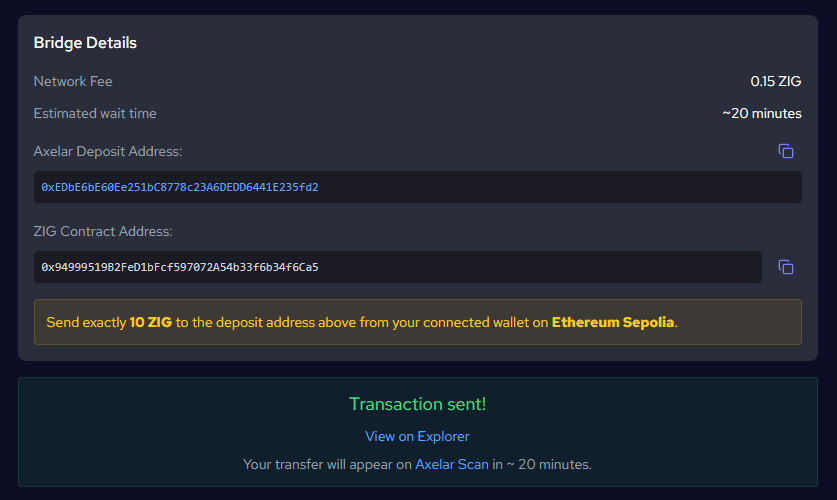 Bridge Details
Network Fee 0.15 ZIG
Estimated wait time ~20 minutes
Axelar Deposit Address:
0xEDbE6bE60Ee251bC8778c23A6DEDD6441E235fd2
ZIG Contract Address:
0x94999519B2FeD1bFcf597072A54b33f6b34f6Ca5
Send exactly 10 ZIG to the deposit address above from your connected wallet on Ethereum Sepolia.
Transaction sent!
View on Explorer
Your transfer will appear on Axelar Scan in ~ 20 minutes.